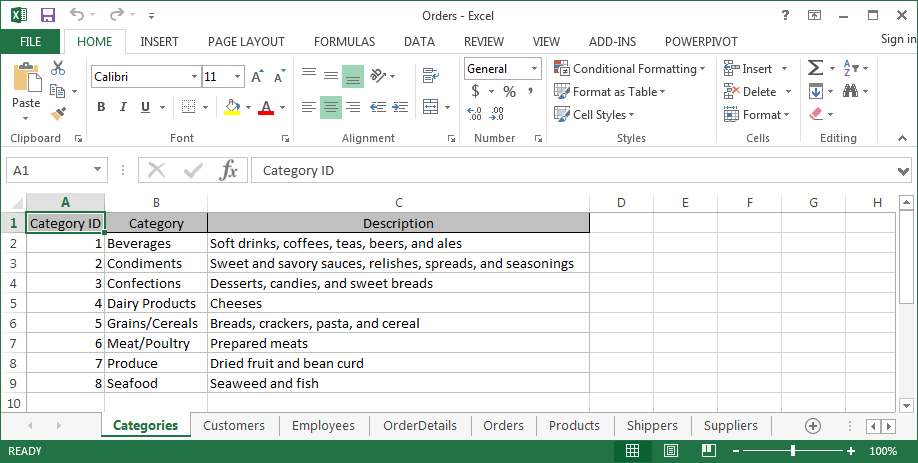 Orders - Excel
?
Sign in
FILE HOME INSERT PAGE LAYOUT FORMULAS DATA REVIEW VIEW ADD-INS POWERPIVOT
Paste
Calibri 11 A A
B I U A
General
$ % ,
Conditional Formatting
Format as Table
Cell Styles
Insert
Delete
Format
Clipboard Font Alignment Number Styles Cells Editing
A1 fx Category ID
A B C D E F G H
1 Category ID Category Description
2 1 Beverages Soft drinks, coffees, teas, beers, and ales
3 2 Condiments Sweet and savory sauces, relishes, spreads, and seasonings
4 3 Confections Desserts, candies, and sweet breads
5 4 Dairy Products Cheeses
6 5 Grains/Cereals Breads, crackers, pasta, and cereal
7 6 Meat/Poultry Prepared meats
8 7 Produce Dried fruit and bean curd
9 8 Seafood Seaweed and fish
10
Categories Customers Employees OrderDetails Orders Products Shippers Suppliers
READY 100%